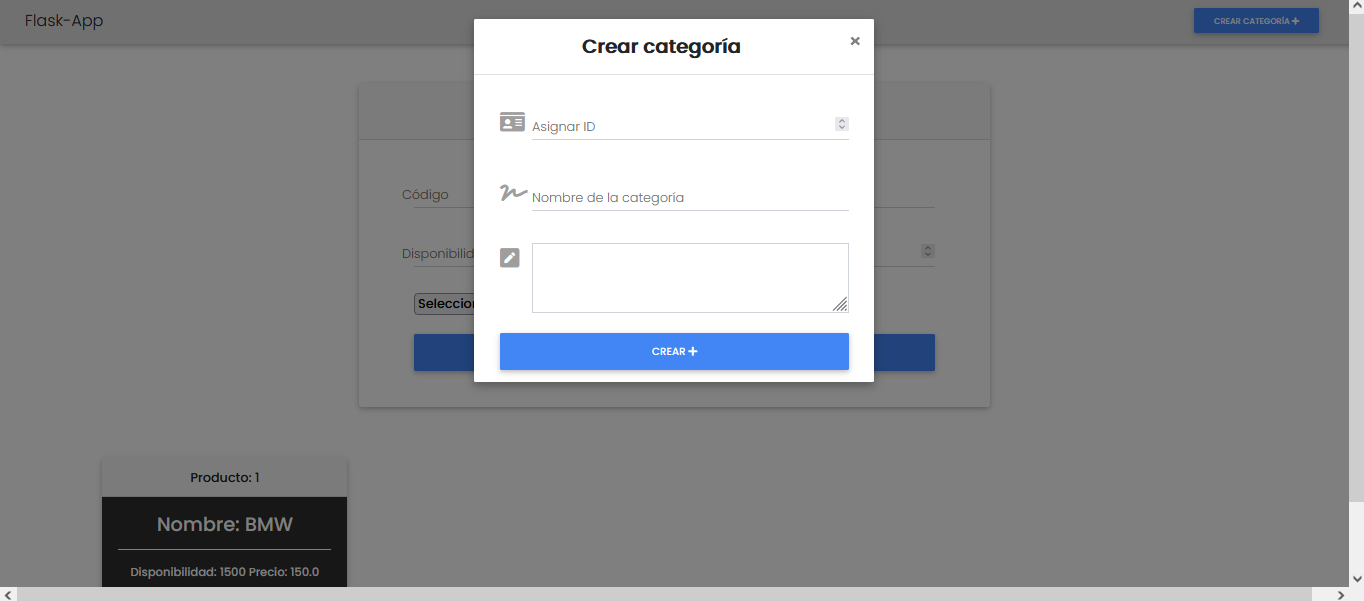 Flask-App
CREAR CATEGORÍA
Crear categoría
×
Asignar ID
Nombre de la categoría
CREAR
Código
Disponibilid
Seleccion
Producto: 1
Nombre: BMW
Disponibilidad: 1500 Precio: 150.0